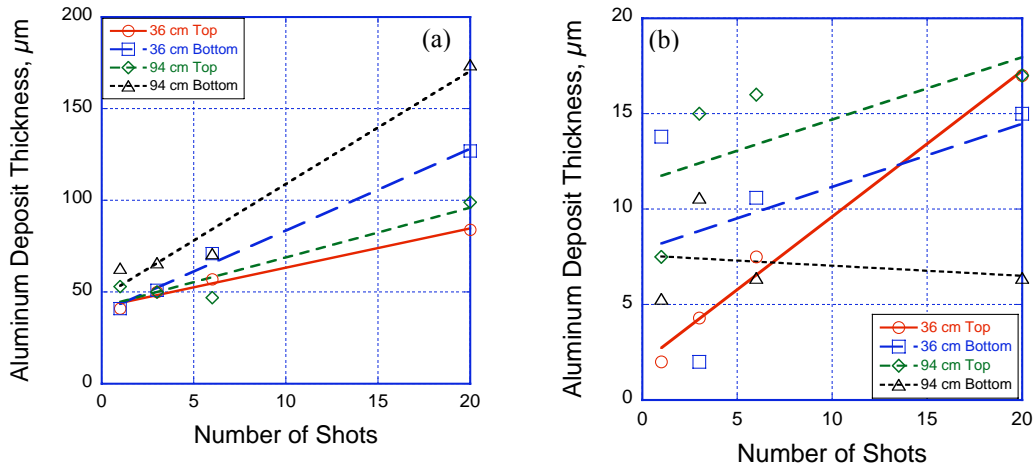 (a)
36 cm Top
36 cm Bottom
94 cm Top
94 cm Bottom
Aluminum Deposit Thickness, µm
200
150
100
50
0
0
5
10
15
20
Number of Shots
(b)
Aluminum Deposit Thickness, µm
20
15
10
5
0
36 cm Top
36 cm Bottom
94 cm Top
94 cm Bottom
0
5
10
15
20
Number of Shots